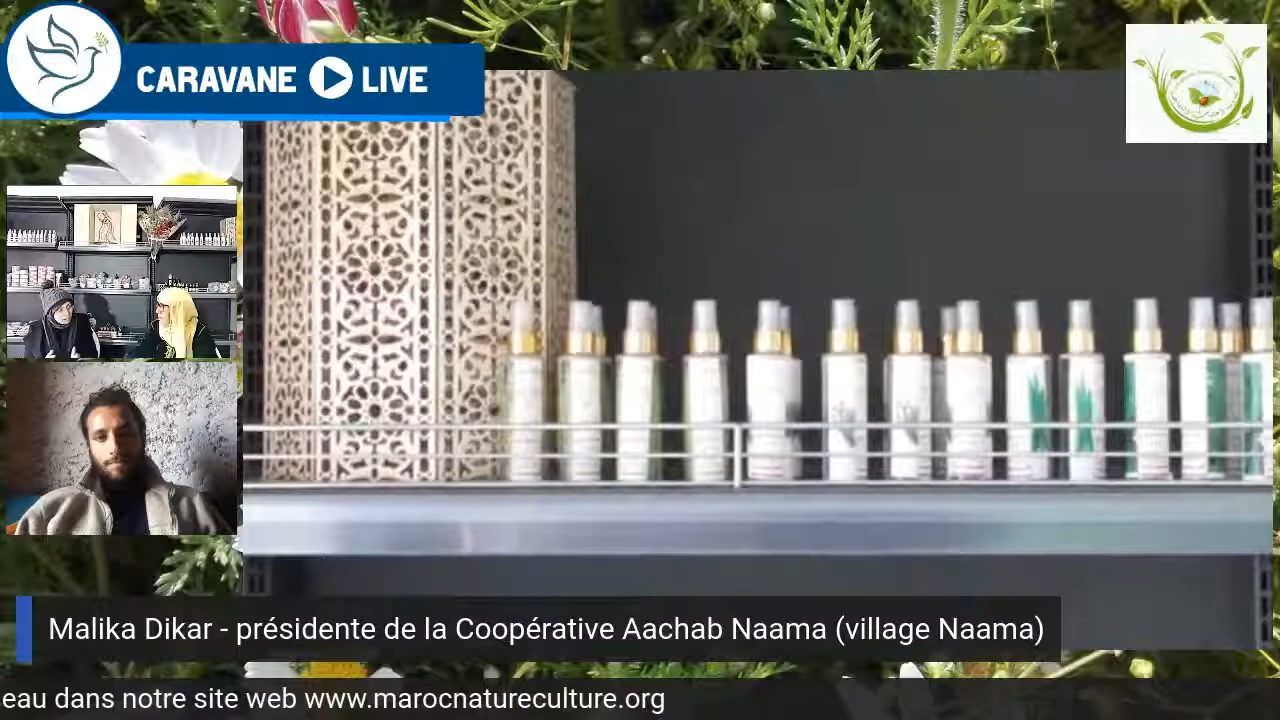 CARAVANE LIVE
Malika Dikar - présidente de la Coopérative Aachab Naama (village Naama)
eau dans notre site web www.marocnatureculture.org